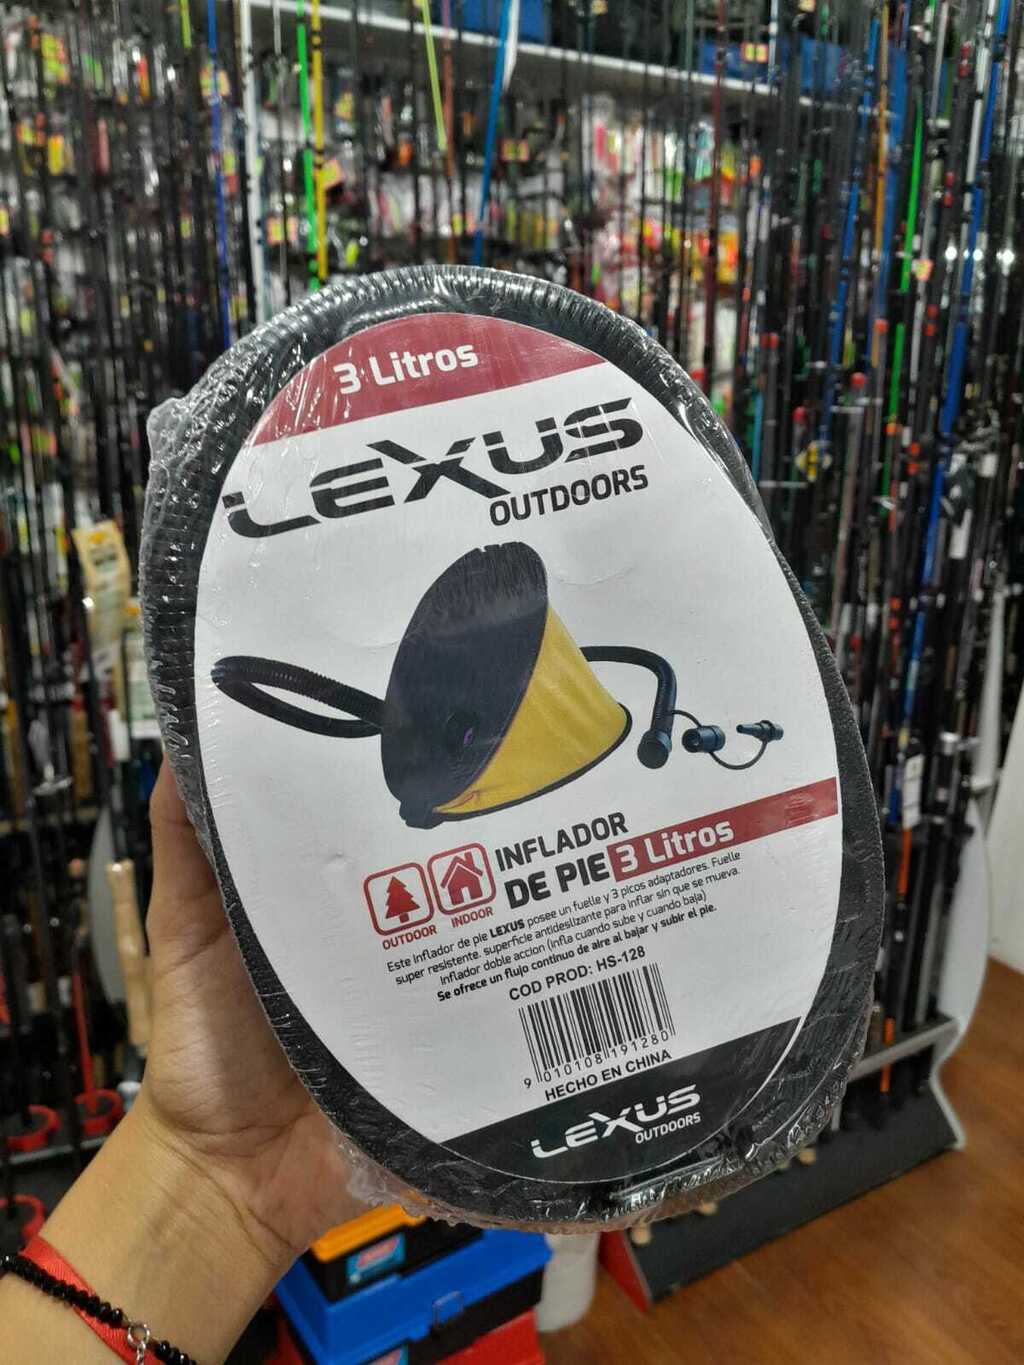 3 Litros
LEXUS
OUTDOORS
INFLADOR
DE PIE 3 Litros
OUTDOOR
INDOOR
Este Inflador de pie LEXUS posee un fuelle y 3 picos adaptadores. Fuelle
super resistente. superficie antideslizante para inflar sin que se mueva.
Inflador doble accion (infla cuando sube y cuando baja)
Se ofrece un flujo continuo de aire al bajar y subir el pie.
COD PROD: HS-128
9 010108 191280
HECHO EN CHINA
LEXUS
OUTDOORS